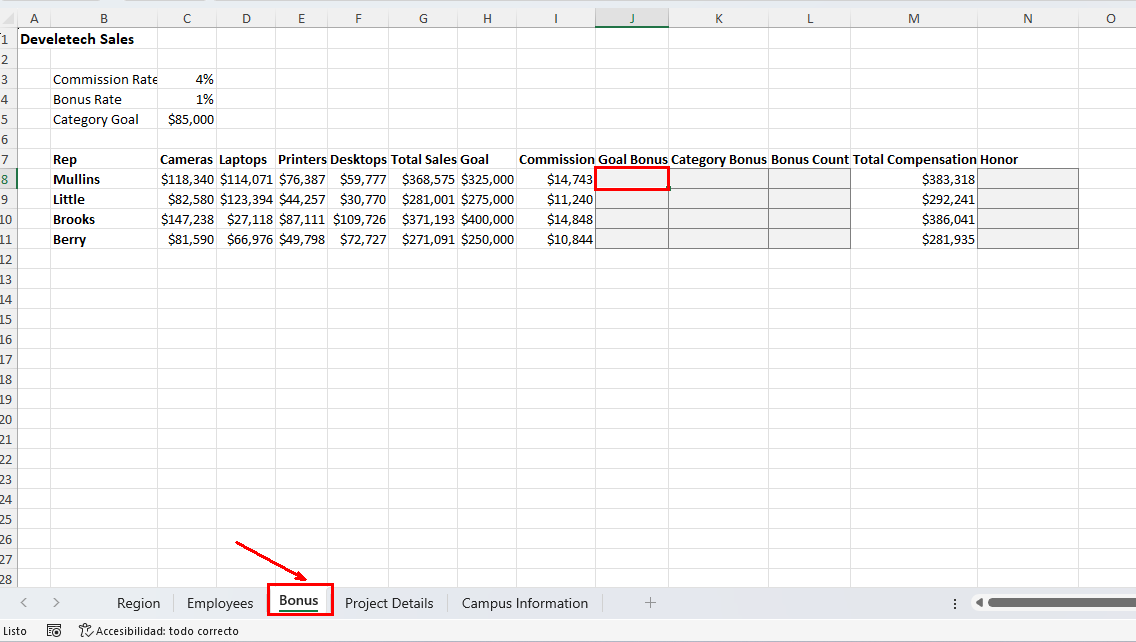 A B C D E F G H I J K L M N O
1 Develetech Sales
2
3 Commission Rate 4%
4 Bonus Rate 1%
5 Category Goal $85,000
6
7 Rep Cameras Laptops Printers Desktops Total Sales Goal Commission Goal Bonus Category Bonus Bonus Count Total Compensation Honor
8 Mullins $118,340 $114,071 $76,387 $59,777 $368,575 $325,000 $14,743 $383,318
9 Little $82,580 $123,394 $44,257 $30,770 $281,001 $275,000 $11,240 $292,241
10 Brooks $147,238 $27,118 $87,111 $109,726 $371,193 $400,000 $14,848 $386,041
11 Berry $81,590 $66,976 $49,798 $72,727 $271,091 $250,000 $10,844 $281,935
12
13
14
15
16
17
18
19
20
21
22
23
24
25
26
27
28
Region Employees Bonus Project Details Campus Information
Listo Accesibilidad: todo correcto